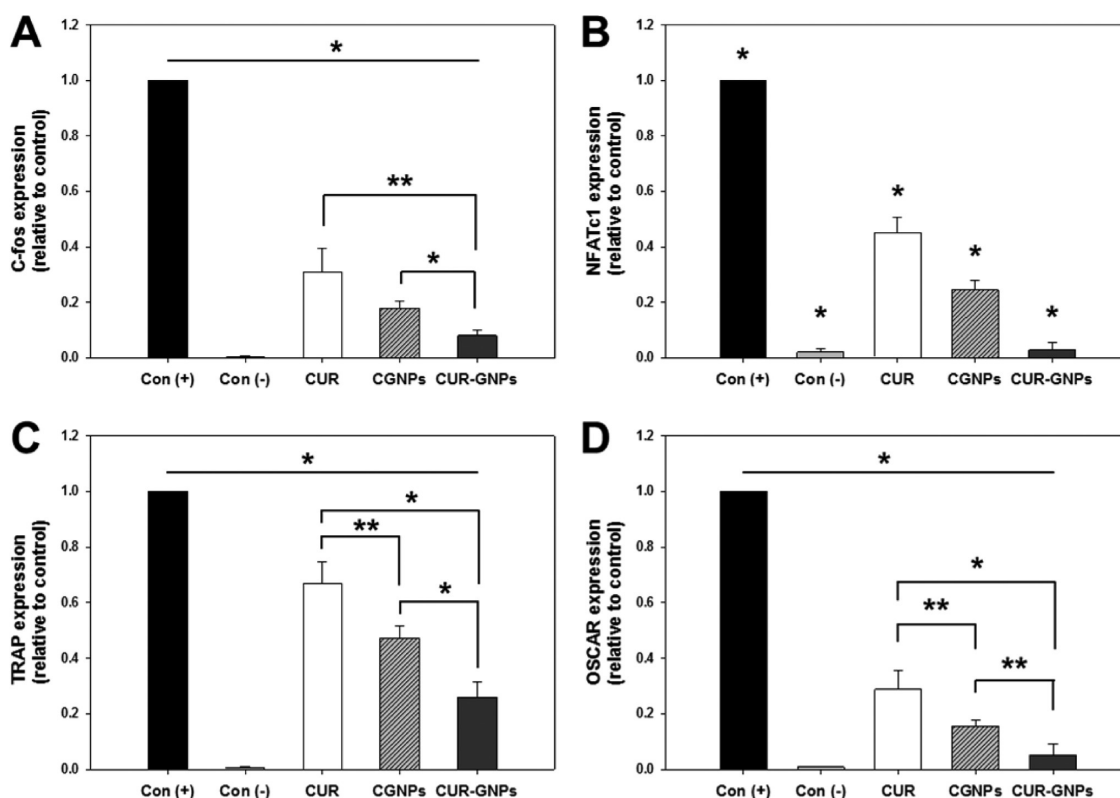 A
C-fos expression
(relative to control)
1.2
1.0
0.8
0.6
0.4
0.2
0.0
*
**
*
Con (+) Con (-) CUR CGNPs CUR-GNPs
B
NFATc1 expression
(relative to control)
1.2
1.0
0.8
0.6
0.4
0.2
0.0
*
*
*
*
*
Con (+) Con (-) CUR CGNPs CUR-GNPs
C
TRAP expression
(relative to control)
1.2
1.0
0.8
0.6
0.4
0.2
0.0
*
*
**
*
Con (+) Con (-) CUR CGNPs CUR-GNPs
D
OSCAR expression
(relative to control)
1.2
1.0
0.8
0.6
0.4
0.2
0.0
*
*
**
**
Con (+) Con (-) CUR CGNPs CUR-GNPs